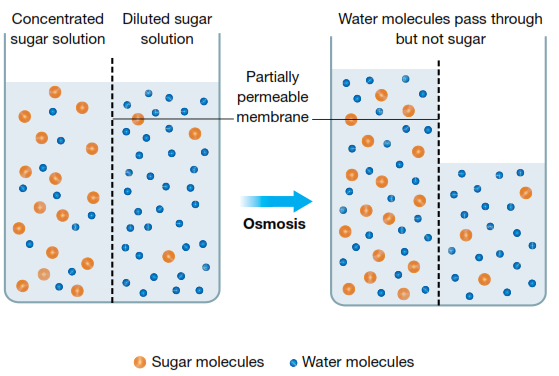 Concentrated
sugar solution
Diluted sugar
solution
Water molecules pass through
but not sugar
Partially
permeable
membrane
Osmosis
Sugar molecules
Water molecules